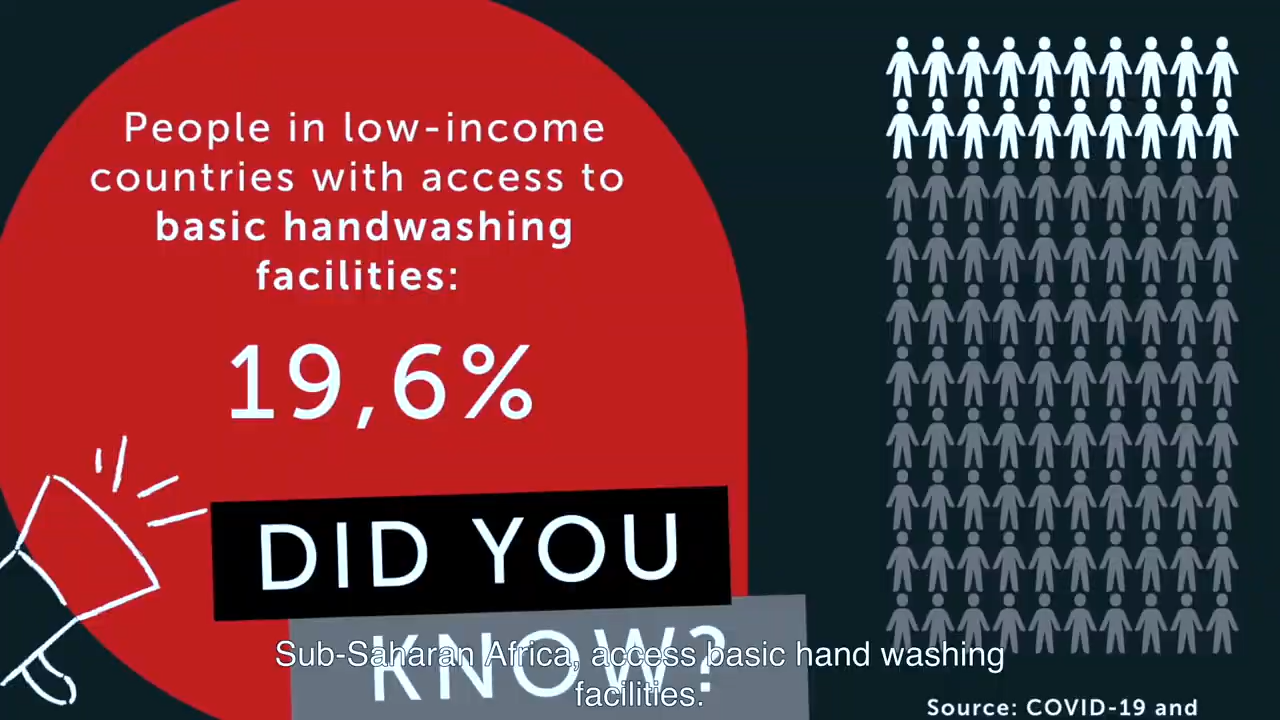 People in low-income
countries with access to
basic handwashing
facilities:
19,6%
DID YOU
KNOW?
Sub-Saharan Africa, access basic hand washing
facilities.
Source: COVID-19 and